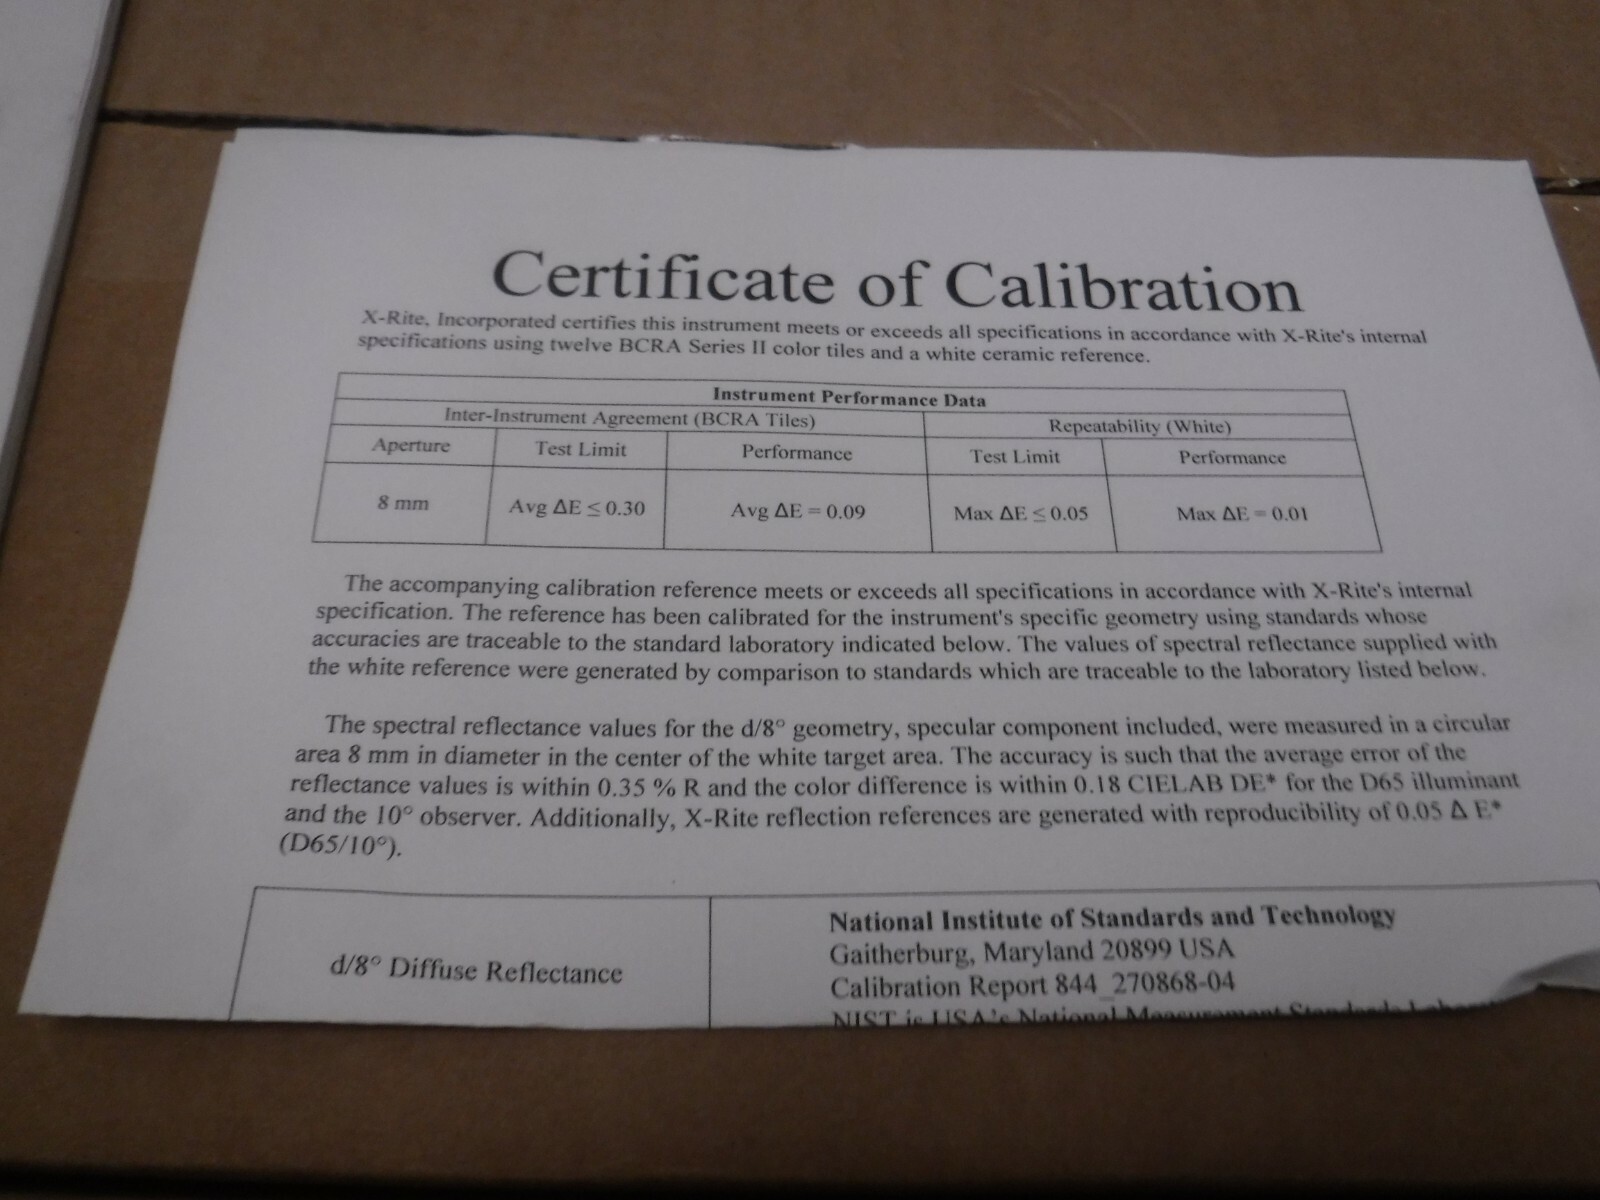 Certificate of Calibration
X-Rite, Incorporated certifies this instrument meets or exceeds all specifications in accordance with X-Rite's internal
specifications using twelve BCRA Series II color tiles and a white ceramic reference.
Instrument Performance Data
Inter-Instrument Agreement (BCRA Tiles) Repeatability (White)
Aperture Test Limit Performance Test Limit Performance
8 mm Avg ΔE ≤ 0.30 Avg ΔE = 0.09 Max ΔE ≤ 0.05 Max ΔE = 0.01
The accompanying calibration reference meets or exceeds all specifications in accordance with X-Rite's internal
specification. The reference has been calibrated for the instrument's specific geometry using standards whose
accuracies are traceable to the standard laboratory indicated below. The values of spectral reflectance supplied with
the white reference were generated by comparison to standards which are traceable to the laboratory listed below.
The spectral reflectance values for the d/8° geometry, specular component included, were measured in a circular
area 8 mm in diameter in the center of the white target area. The accuracy is such that the average error of the
reflectance values is within 0.35 % R and the color difference is within 0.18 CIELAB DE* for the D65 illuminant
and the 10° observer. Additionally, X-Rite reflection references are generated with reproducibility of 0.05 Δ E*
(D65/10°).
d/8° Diffuse Reflectance
National Institute of Standards and Technology
Gaitherburg, Maryland 20899 USA
Calibration Report 844_270868-04
NIST is USA's National Measurement Standards